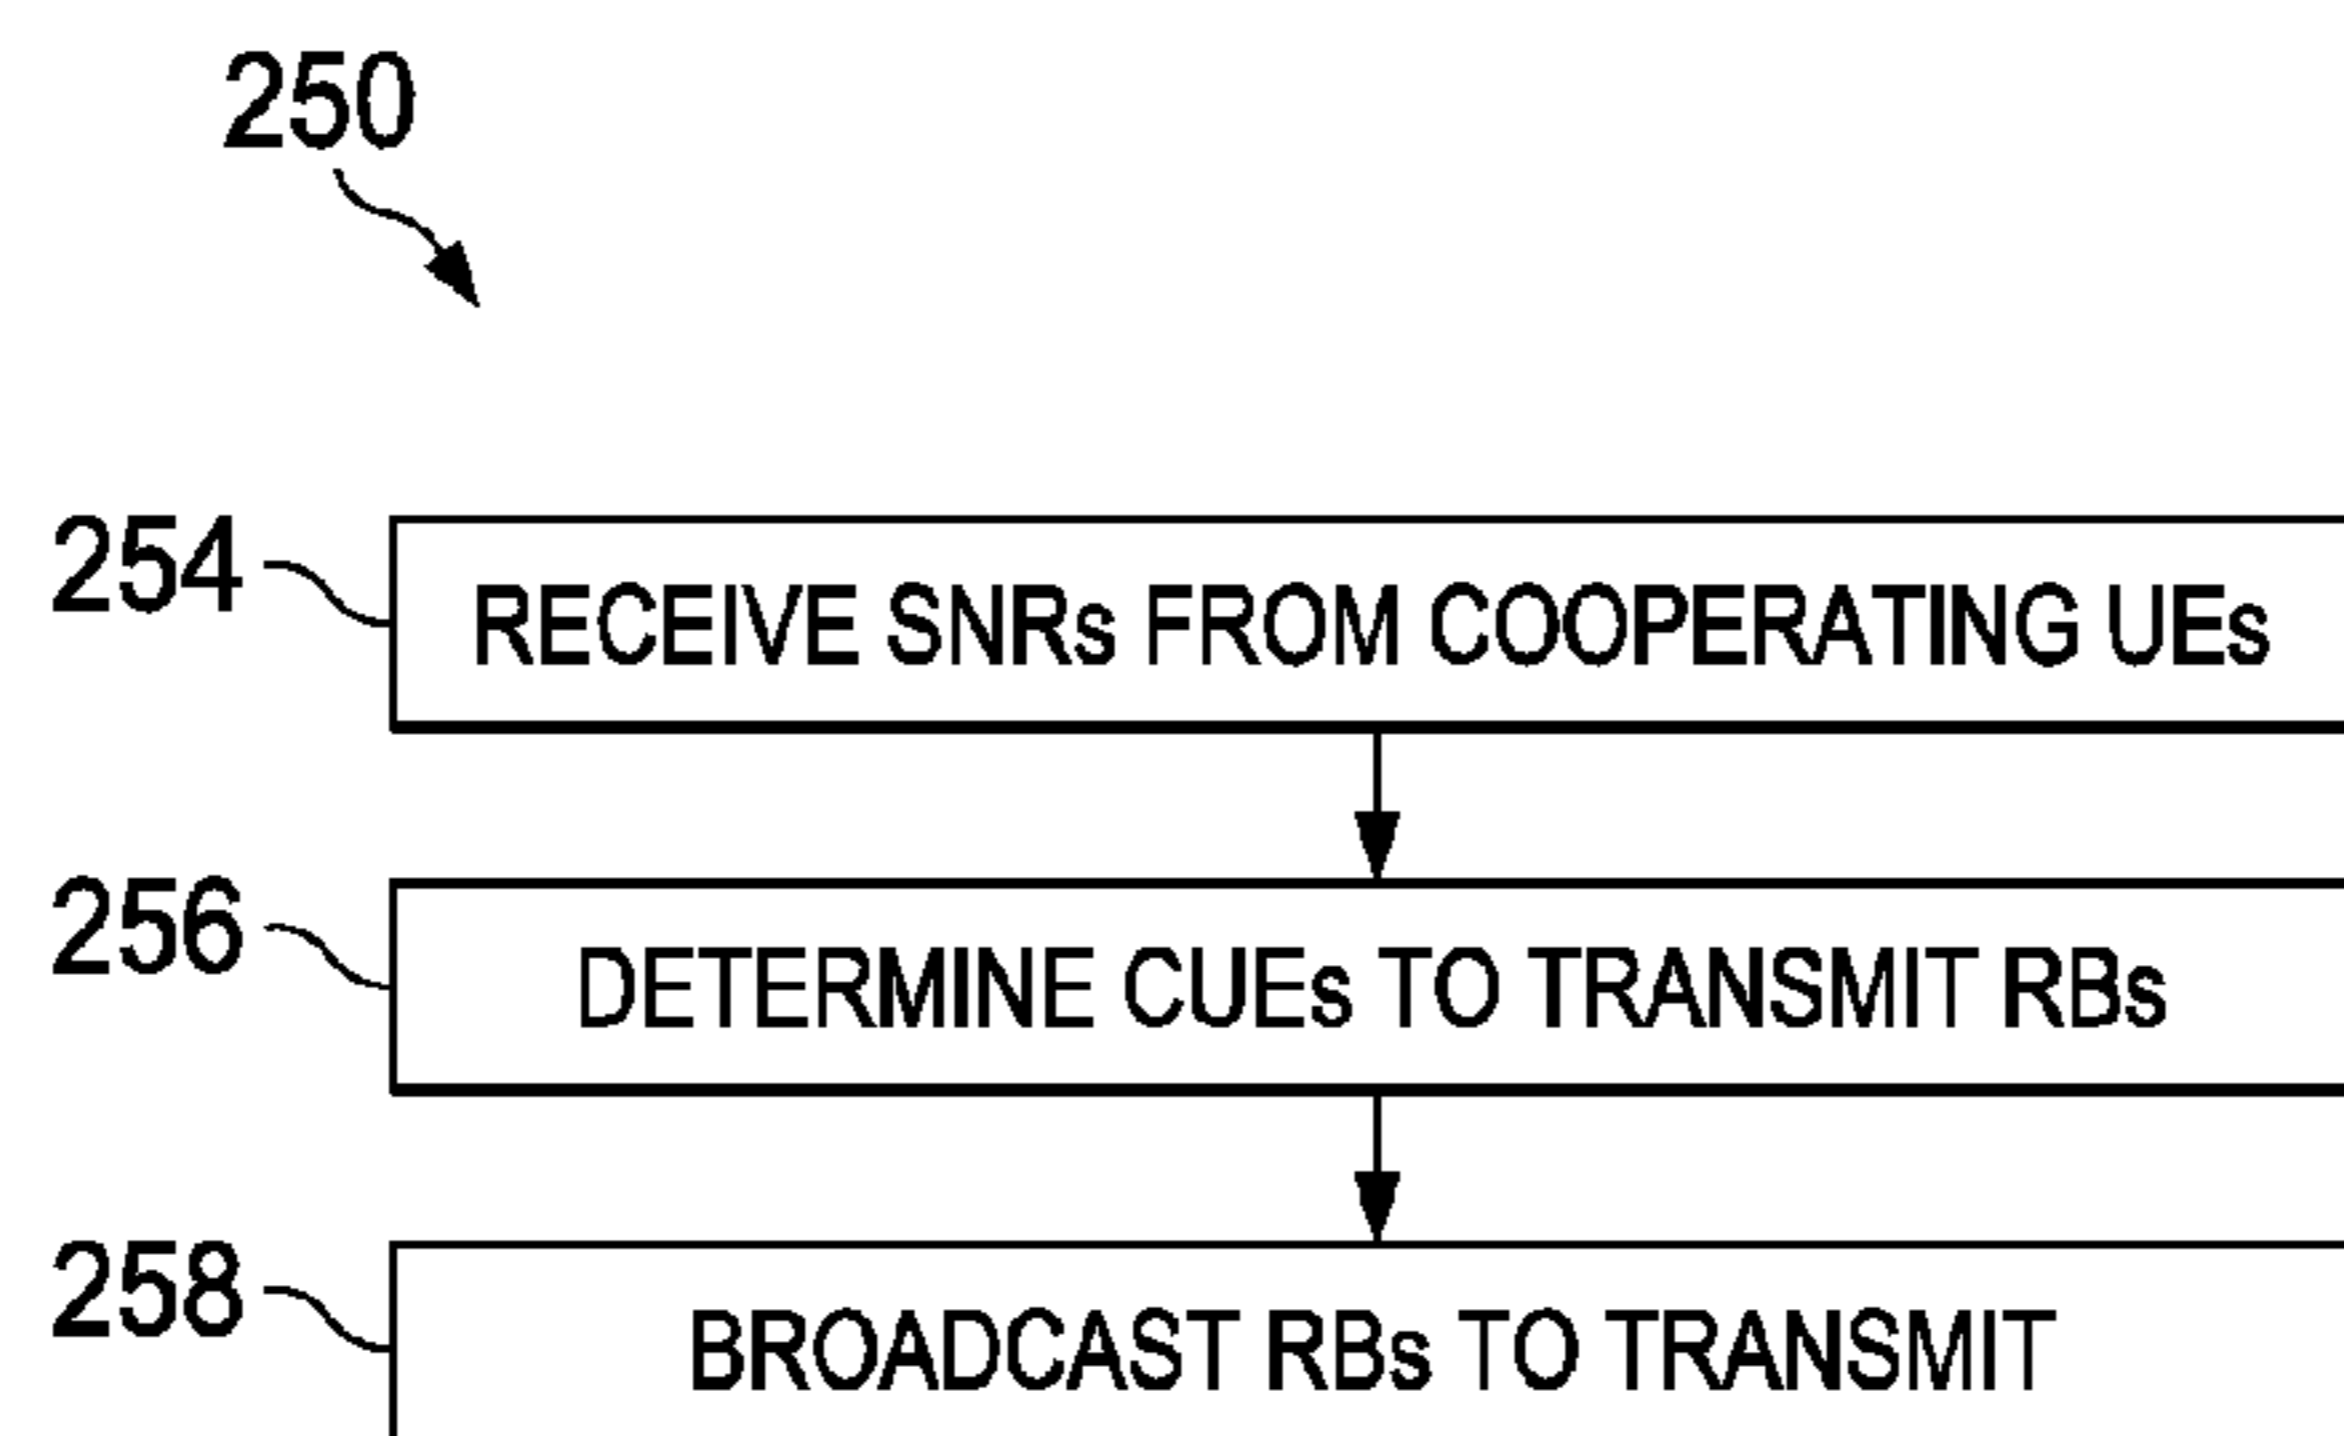 250
254
RECEIVE SNRs FROM COOPERATING UEs
256
DETERMINE CUEs TO TRANSMIT RBs
258
BROADCAST RBs TO TRANSMIT